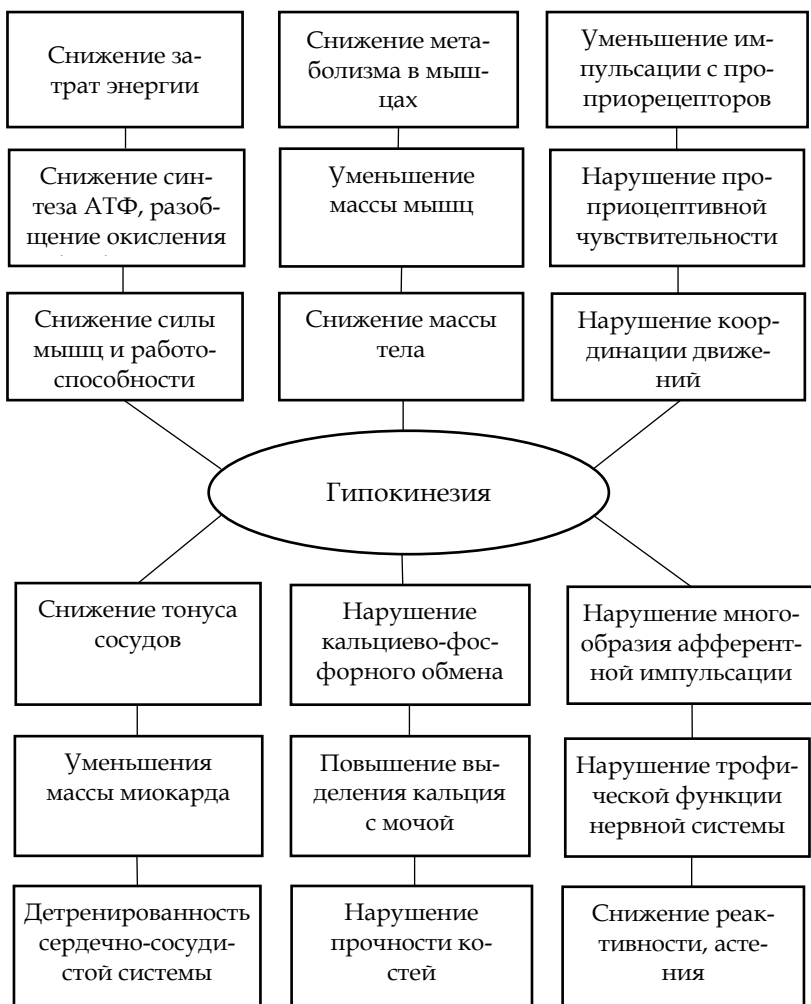 Снижение за-
трат энергии
Снижение мета-
болизма в мыш-
цах
Уменьшение им-
пульсации с про-
приорецепторов
Снижение син-
теза АТФ, разоб-
щение окисления
Уменьшение
массы мышц
Нарушение про-
приоцептивной
чувствительности
Снижение силы
мышц и работо-
способности
Снижение массы
тела
Нарушение коор-
динации движе-
ний
Гипокинезия
Снижение тонуса
сосудов
Нарушение
кальциево-фос-
форного обмена
Нарушение много-
образия афферент-
ной импульсации
Уменьшения
массы миокарда
Повышение вы-
деления кальция
с мочой
Нарушение трофи-
ческой функции
нервной системы
Детренированность
сердечно-сосуди-
стой системы
Нарушение
прочности ко-
стей
Снижение реак-
тивности, асте-
ния